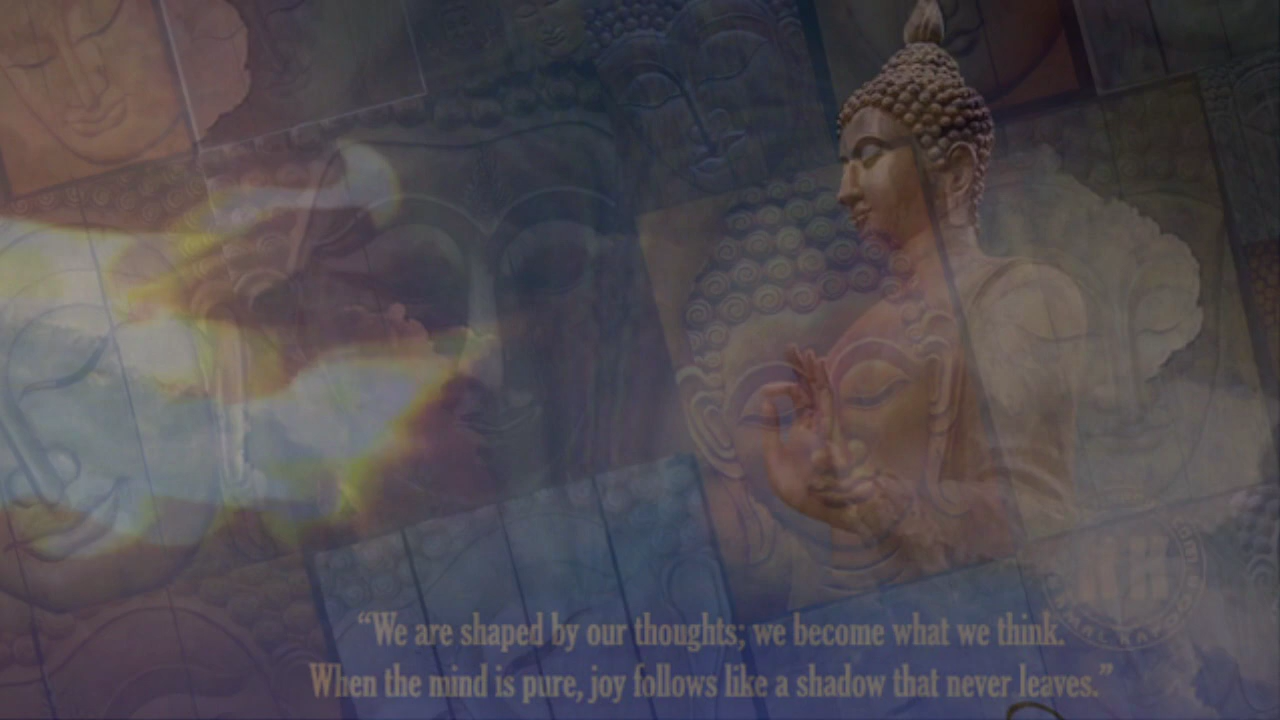 “We are shaped by our thoughts; we become what we think.
When the mind is pure, joy follows like a shadow that never leaves.”